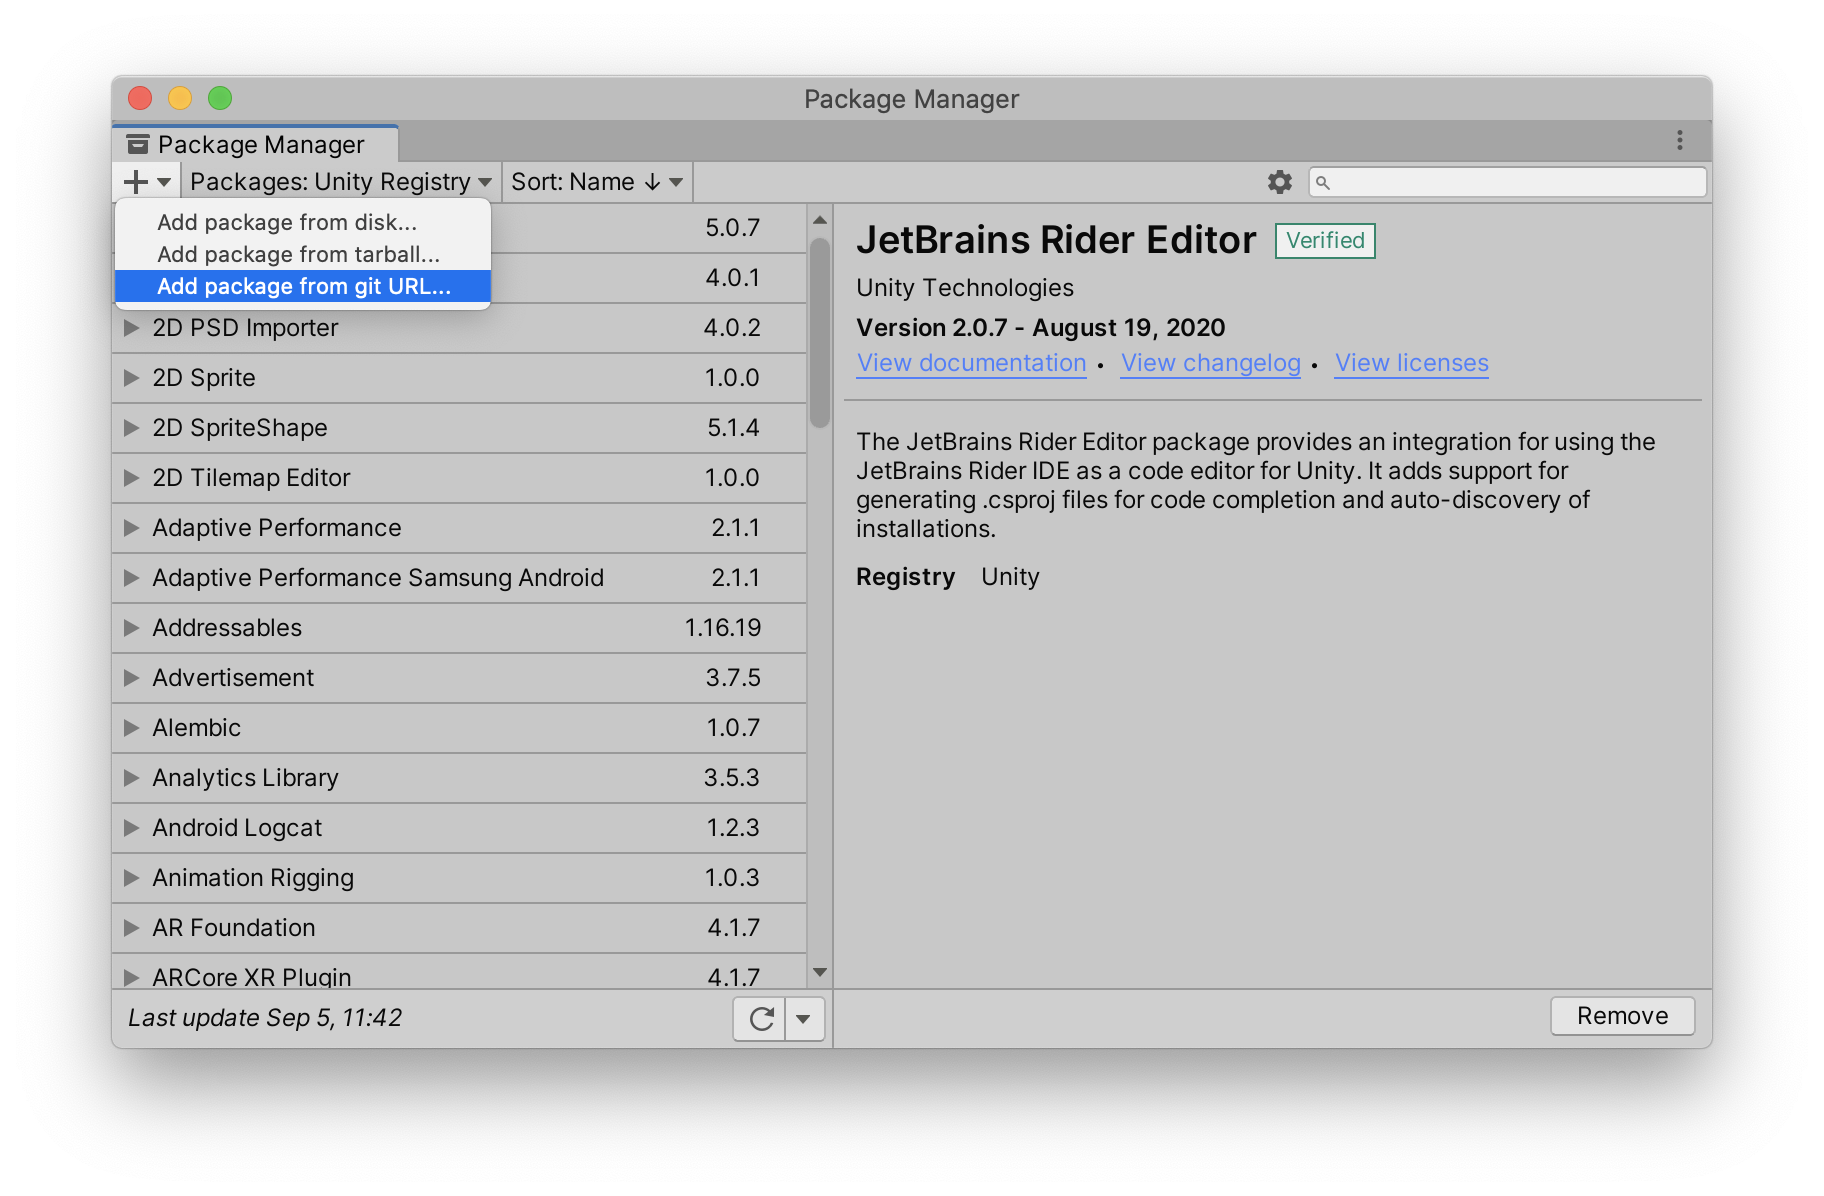 Package Manager
Package Manager
Packages: Unity Registry
Sort: Name ↓
Add package from disk...
Add package from tarball...
Add package from git URL...
5.0.7
4.0.1
2D PSD Importer 4.0.2
2D Sprite 1.0.0
2D SpriteShape 5.1.4
2D Tilemap Editor 1.0.0
Adaptive Performance 2.1.1
Adaptive Performance Samsung Android 2.1.1
Addressables 1.16.19
Advertisement 3.7.5
Alembic 1.0.7
Analytics Library 3.5.3
Android Logcat 1.2.3
Animation Rigging 1.0.3
AR Foundation 4.1.7
ARCore XR Plugin 4.1.7
Last update Sep 5, 11:42
JetBrains Rider Editor Verified
Unity Technologies
Version 2.0.7 - August 19, 2020
View documentation • View changelog • View licenses
The JetBrains Rider Editor package provides an integration for using the
JetBrains Rider IDE as a code editor for Unity. It adds support for
generating .csproj files for code completion and auto-discovery of
installations.
Registry Unity
Remove